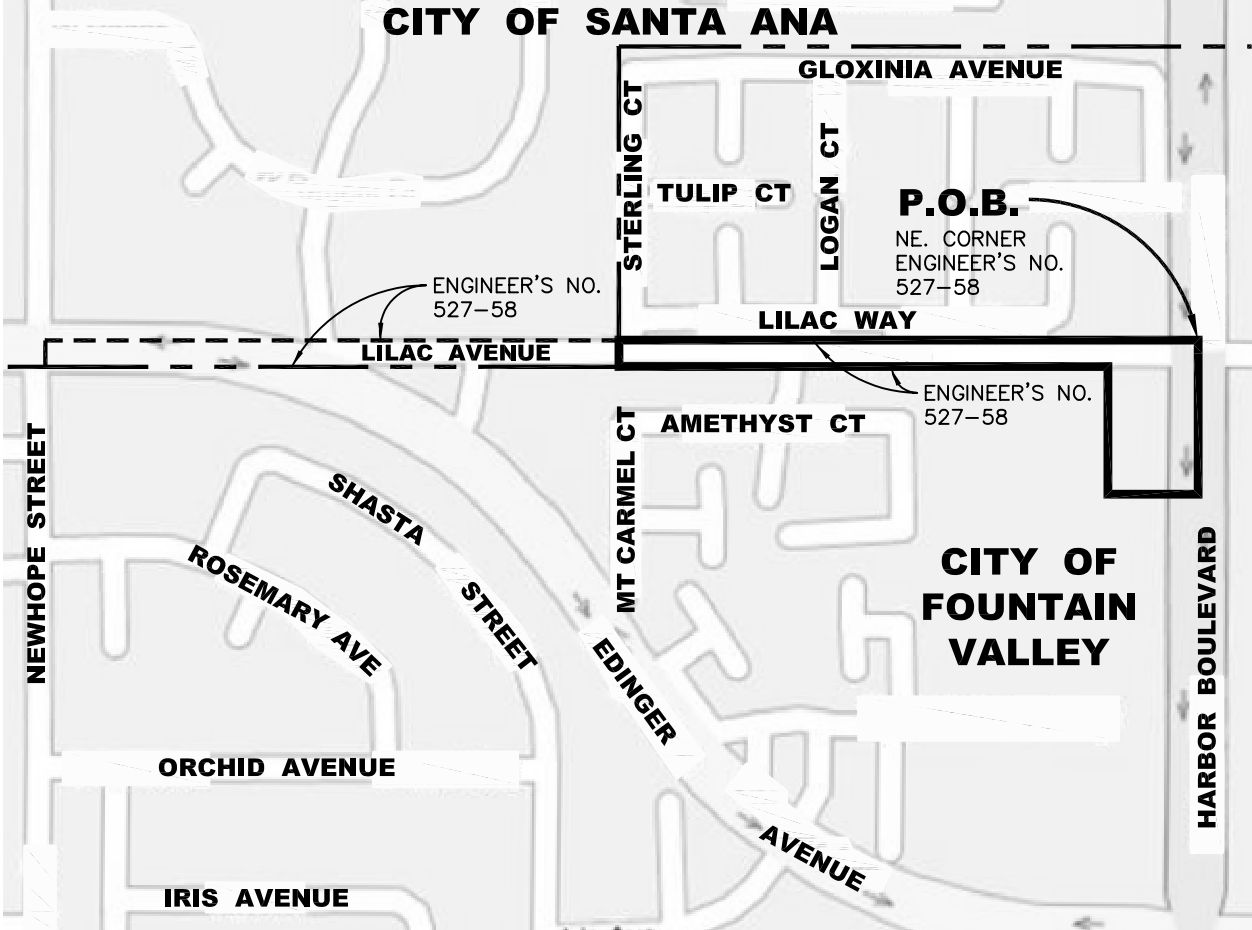 CITY OF SANTA ANA
GLOXINIA AVENUE
STERLING CT
LOGAN CT
TULIP CT
P.O.B.
NE. CORNER
ENGINEER'S NO.
527-58
ENGINEER'S NO.
527-58
LILAC WAY
LILAC AVENUE
ENGINEER'S NO.
527-58
AMETHYST CT
MT CARMEL CT
NEWHOPE STREET
SHASTA
STREET
ROSEMARY AVE
CITY OF
FOUNTAIN
VALLEY
HARBOR BOULEVARD
EDINGER
AVENUE
ORCHID AVENUE
IRIS AVENUE